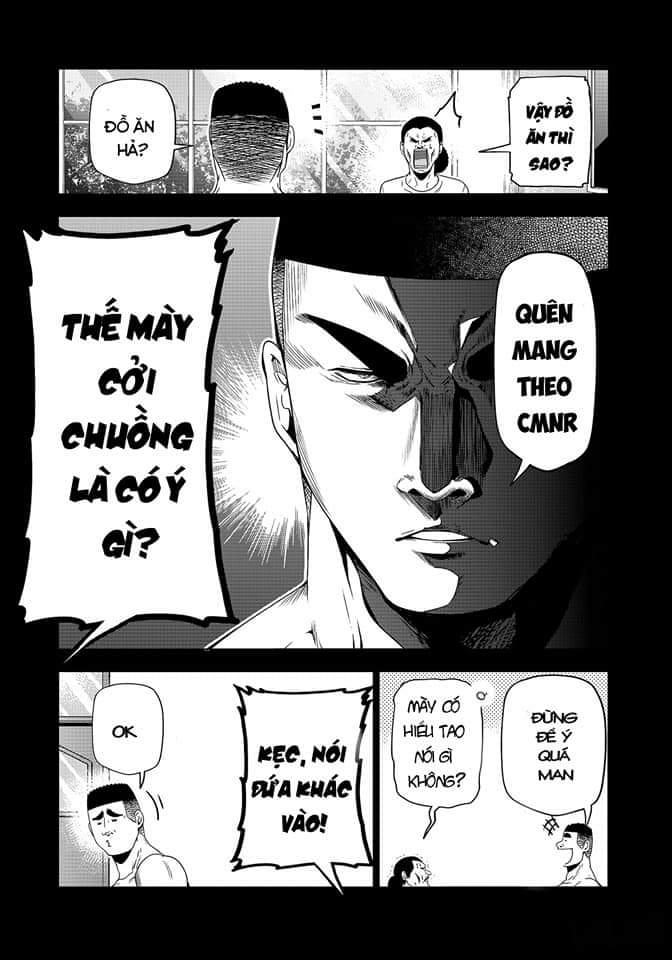 VẬY ĐỒ
ĂN THÌ
SAO?
ĐỒ ĂN
HẢ?
QUÊN
MANG
THEO
CMNR
THẾ MÀY
CỞI
CHUỒNG
LÀ CÓ Ý
GÌ?
ĐỪNG
ĐỂ Ý
QUÁ
MAN
MÀY CÓ
HIỂU TAO
NÓI GÌ
KHÔNG?
KẸC, NÓI
ĐỨA KHÁC
VÀO!
OK